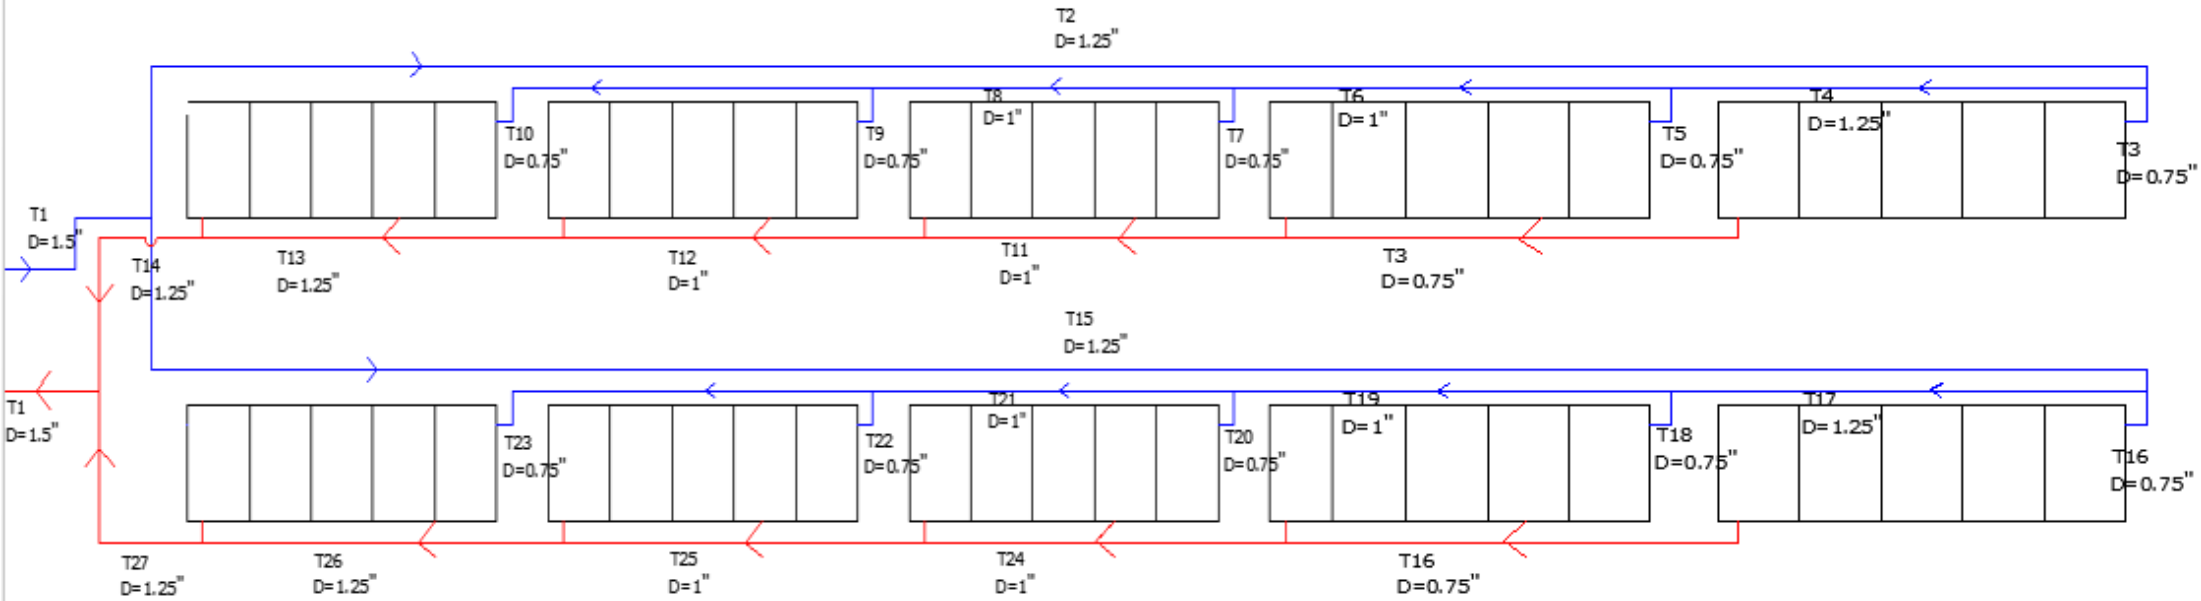 T2
D=1.25"
T8
D=1"
T6
D=1"
T4
D=1.25"
T10
D=0.75"
T9
D=0.75"
T7
D=0.75"
T5
D=0.75"
T3
D=0.75"
T1
D=1.5"
T14
D=1.25"
T13
D=1.25"
T12
D=1"
T11
D=1"
T3
D=0.75"
T15
D=1.25"
T1
D=1.5"
T21
D=1"
T19
D=1"
T17
D=1.25"
T23
D=0.75"
T22
D=0.75"
T20
D=0.75"
T18
D=0.75"
T16
D=0.75"
T27
D=1.25"
T26
D=1.25"
T25
D=1"
T24
D=1"
T16
D=0.75"